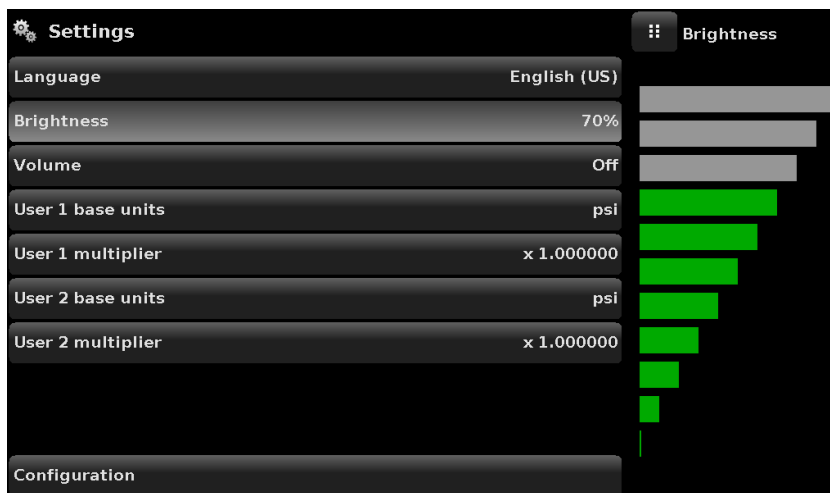 Settings
Language English (US)
Brightness 70%
Volume Off
User 1 base units psi
User 1 multiplier x 1.000000
User 2 base units psi
User 2 multiplier x 1.000000
Configuration
Brightness